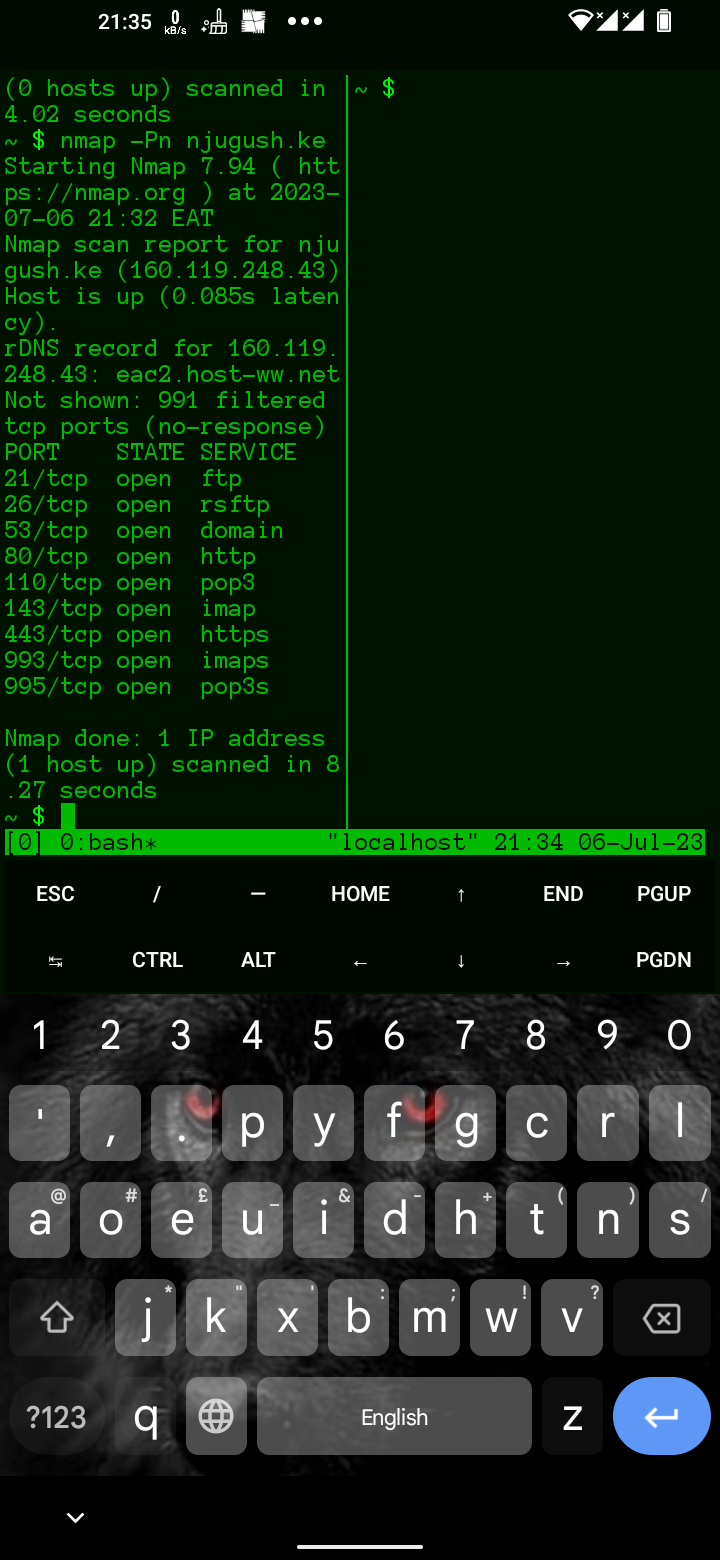 21:35 0 kB/s
(0 hosts up) scanned in
4.02 seconds
~ $ nmap -Pn njugush.ke
Starting Nmap 7.94 ( htt
ps://nmap.org ) at 2023-
07-06 21:32 EAT
Nmap scan report for nju
gush.ke (160.119.248.43)
Host is up (0.085s laten
cy).
rDNS record for 160.119.
248.43: eac2.host-ww.net
Not shown: 991 filtered
tcp ports (no-response)
PORT    STATE SERVICE
21/tcp  open  ftp
26/tcp  open  rsftp
53/tcp  open  domain
80/tcp  open  http
110/tcp open  pop3
143/tcp open  imap
443/tcp open  https
993/tcp open  imaps
995/tcp open  pop3s
Nmap done: 1 IP address
(1 host up) scanned in 8
.27 seconds
~ $
~ $
[0] 0:bash* "localhost" 21:34 06-Jul-23
ESC / — HOME ↑ END PGUP
↹ CTRL ALT ← ↓ → PGDN
1 2 3 4 5 6 7 8 9 0
' , . p y f g c r l
@ # £ _ & - + ( ) /
a o e u i d h t n s
* " ' : ; ! ?
j k x b m w v
?123 q English z